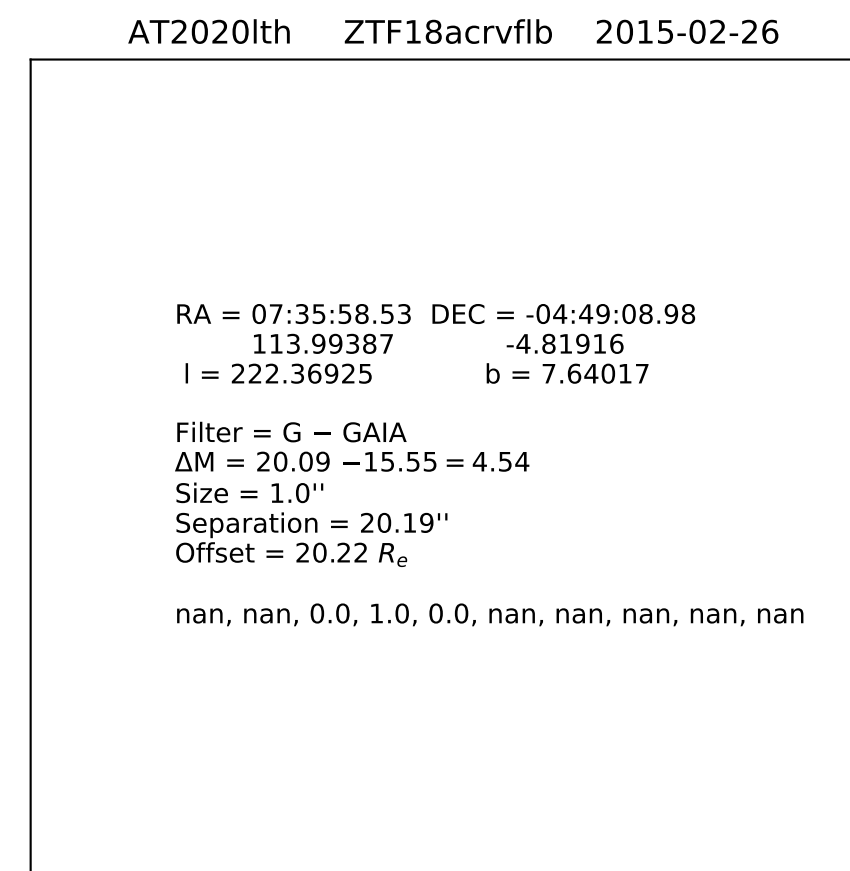 AT2020lth ZTF18acrvflb 2015-02-26
RA = 07:35:58.53 DEC = -04:49:08.98
113.99387 -4.81916
l = 222.36925 b = 7.64017
Filter = G − GAIA
ΔM = 20.09 −15.55 = 4.54
Size = 1.0''
Separation = 20.19''
Offset = 20.22 Re
nan, nan, 0.0, 1.0, 0.0, nan, nan, nan, nan, nan